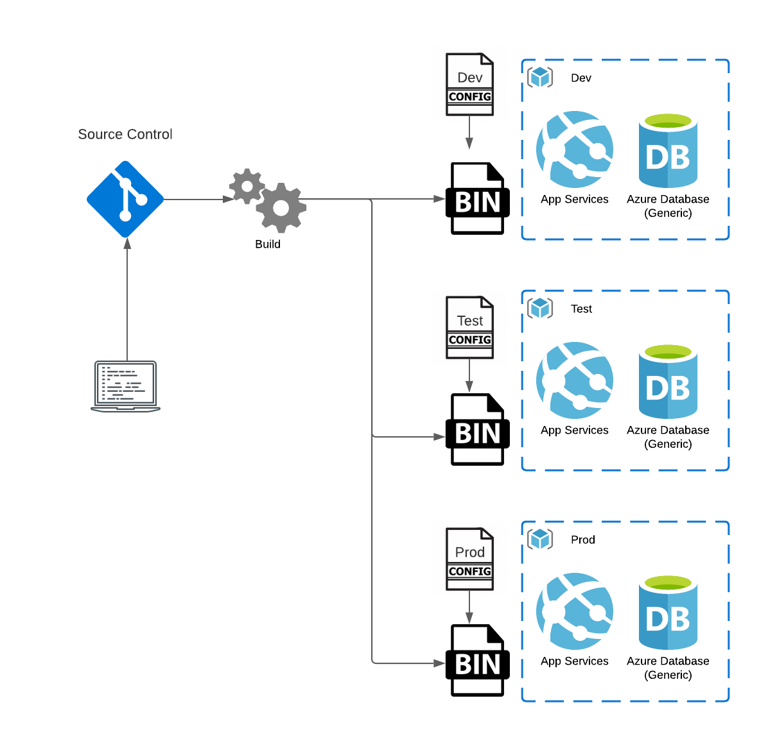 Source Control
Build
Dev
CONFIG
BIN
Dev
App Services
Azure Database
(Generic)
DB
Test
CONFIG
BIN
Test
App Services
Azure Database
(Generic)
DB
Prod
CONFIG
BIN
Prod
App Services
Azure Database
(Generic)
DB